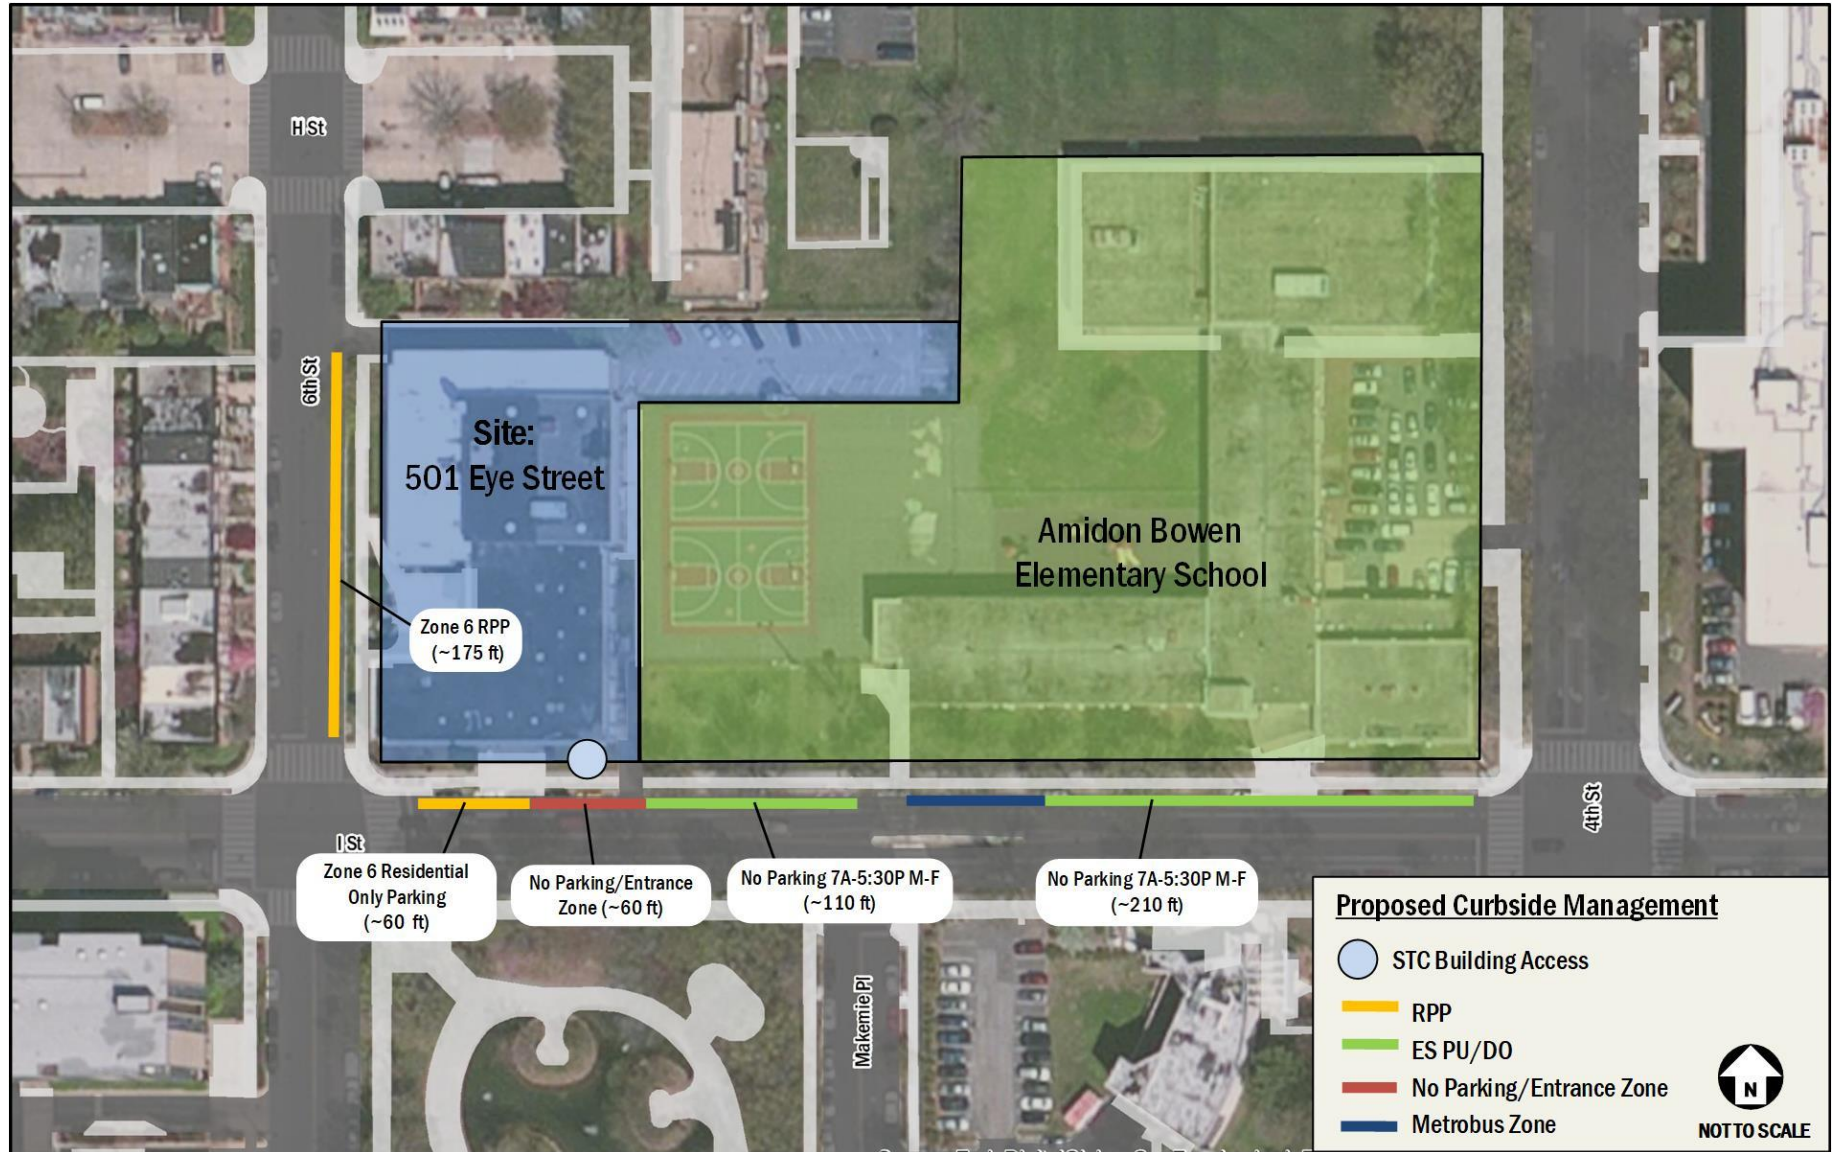 H St
6th St
Site:
501 Eye Street
Amidon Bowen
Elementary School
Zone 6 RPP
(~175 ft)
I St
4th St
Zone 6 Residential
Only Parking
(~60 ft)
No Parking/Entrance
Zone (~60 ft)
No Parking 7A-5:30P M-F
(~110 ft)
No Parking 7A-5:30P M-F
(~210 ft)
Makemie Pl
Proposed Curbside Management
STC Building Access
RPP
ES PU/DO
No Parking/Entrance Zone
Metrobus Zone
N
NOT TO SCALE